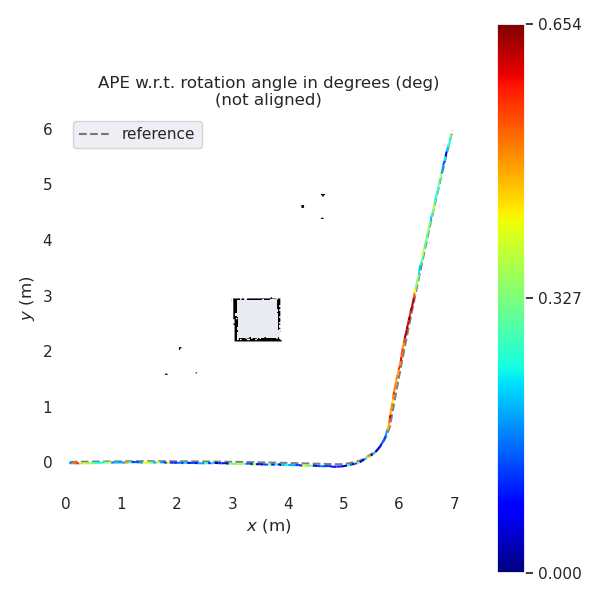 APE w.r.t. rotation angle in degrees (deg)
(not aligned)
reference
6
5
4
3
2
1
0
y (m)
0 1 2 3 4 5 6 7
x (m)
0.654
0.327
0.000